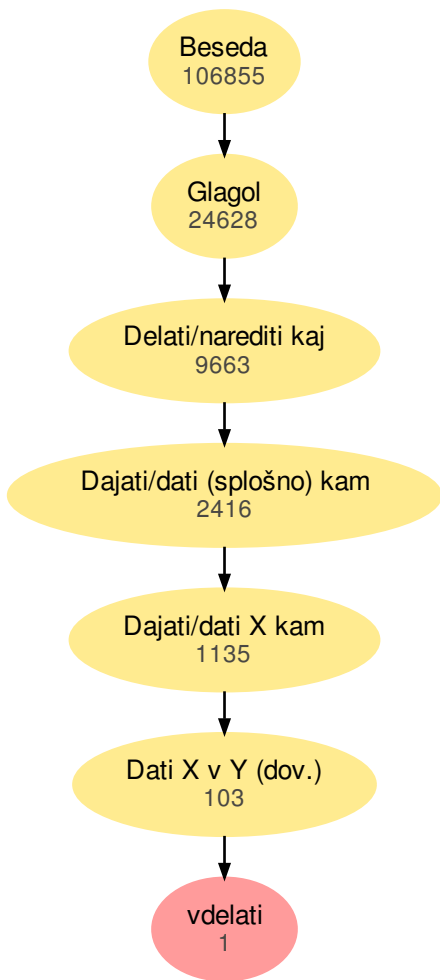 Beseda
106855
Glagol
24628
Delati/narediti kaj
9663
Dajati/dati (splošno) kam
2416
Dajati/dati X kam
1135
Dati X v Y (dov.)
103
vdelati
1